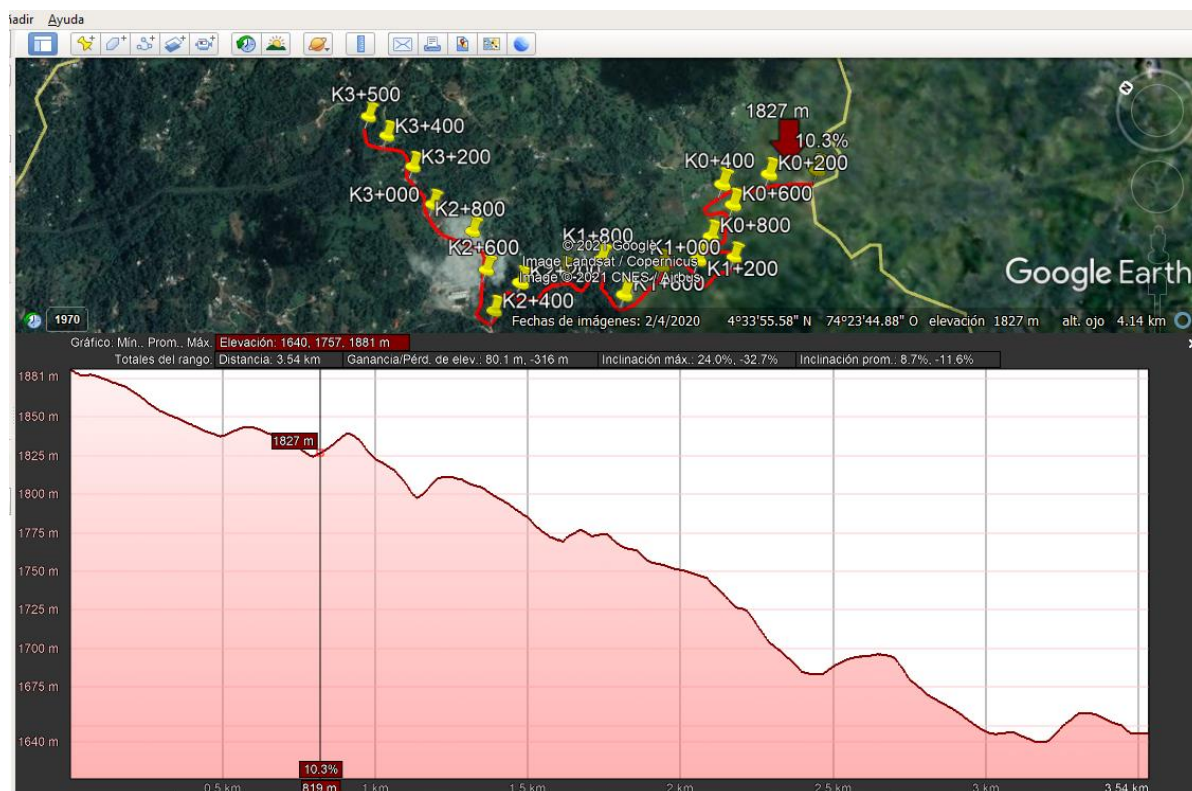 Ayuda
K3+500
K3+400
K3+200
K3+000
K2+800
K2+600
K2+400
K1+800
K1+600
K1+000
K1+200
K0+800
K0+600
K0+400
K0+200
1827 m
10.3%
© 2021 Google
Image Landsat / Copernicus
Image © 2021 CNES / Airbus
Google Earth
1970
Fechas de imágenes: 2/4/2020 4°33'55.58" N 74°23'44.88" O elevación 1827 m alt. ojo 4.14 km
Gráfico: Mín., Prom., Máx. Elevación: 1640, 1757, 1881 m
Totales del rango: Distancia: 3.54 km Ganancia/Pérd. de elev.: 80.1 m, -316 m Inclinación máx.: 24.0%, -32.7% Inclinación prom.: 8.7%, -11.6%
1881 m
1850 m
1825 m
1800 m
1775 m
1750 m
1725 m
1700 m
1675 m
1640 m
1827 m
10.3%
0.5 km 819 m 1 km 1.5 km 2 km 2.5 km 3 km 3.54 km